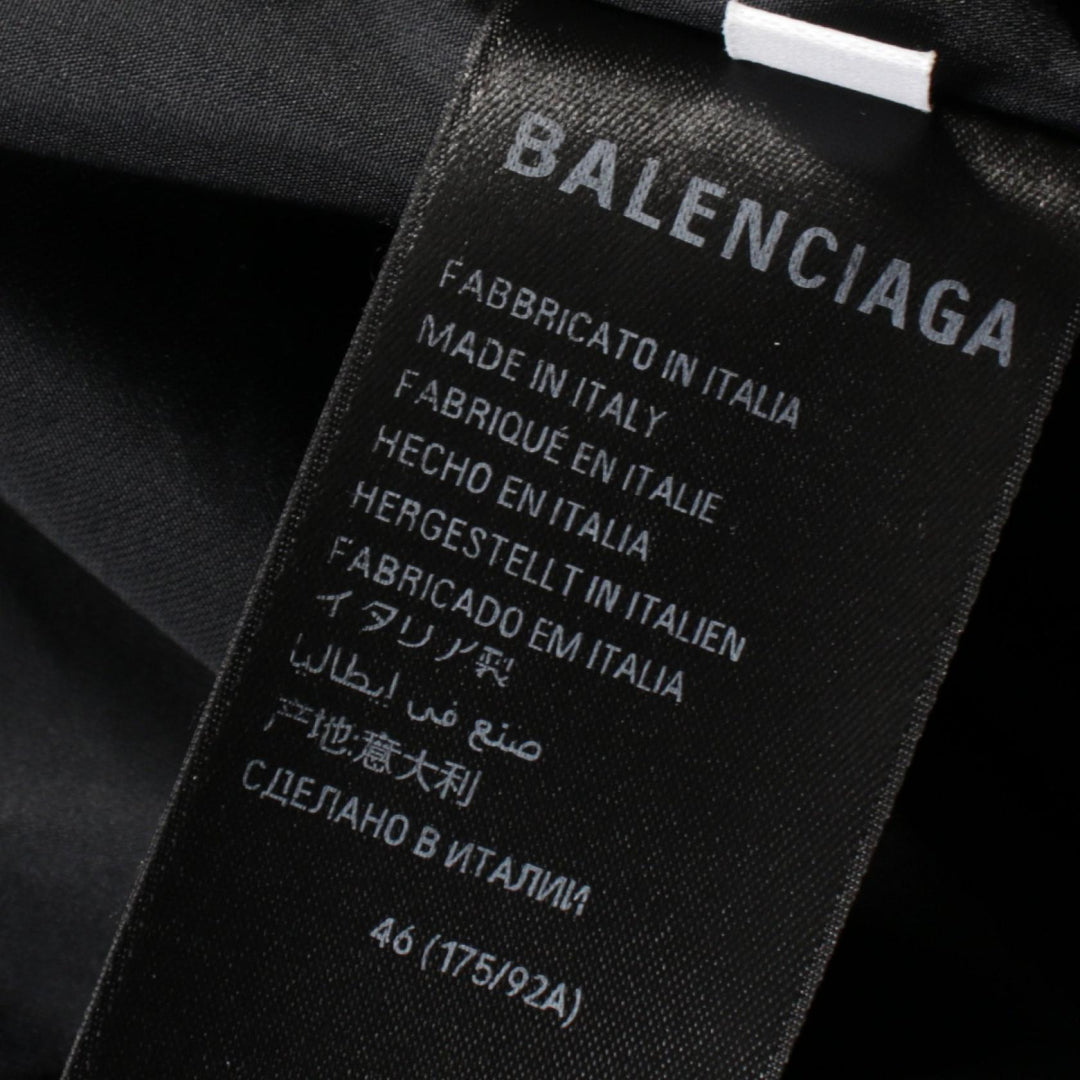 BALENCIAGA
FABBRICATO IN ITALIA
MADE IN ITALY
FABRIQUÉ EN ITALIE
HECHO EN ITALIA
HERGESTELLT IN ITALIEN
FABRICADO EM ITALIA
イタリア製
صنع في ايطاليا
产地:意大利
СДЕЛАНО В ИТАЛИИ
46 (175/92A)